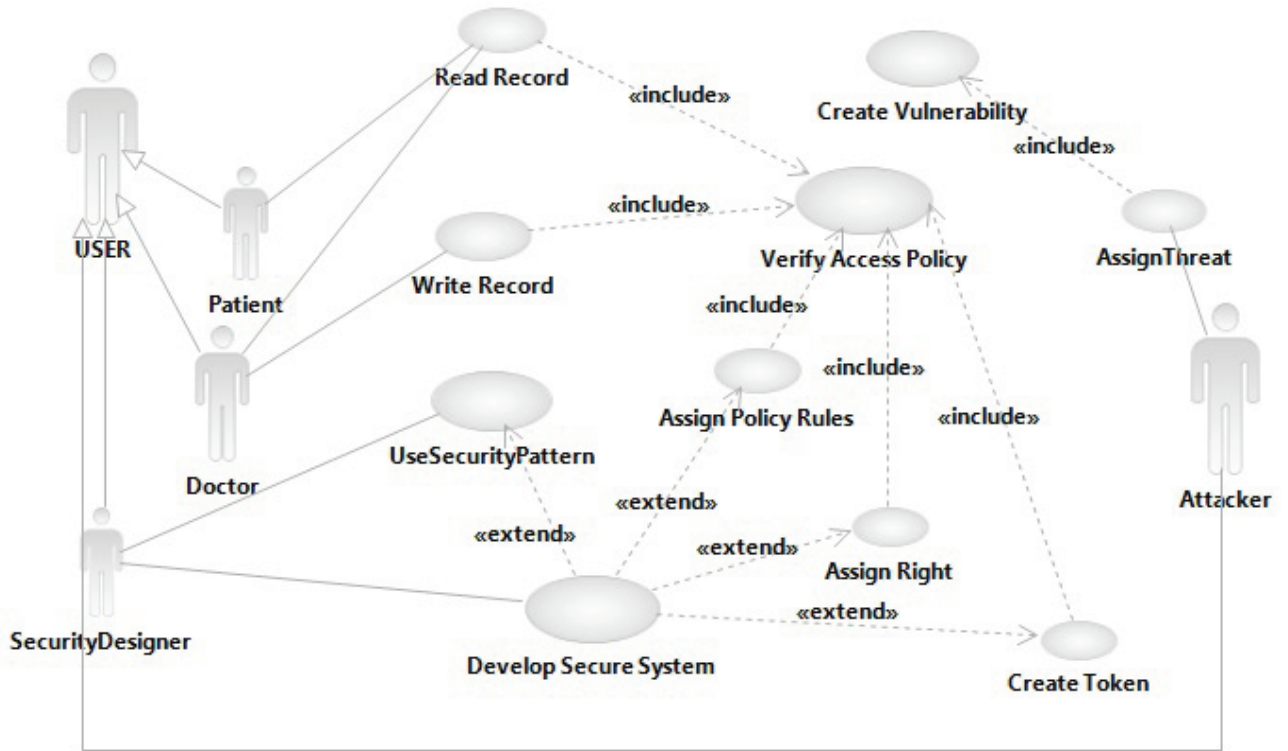 Read Record
«include»
Create Vulnerability
«include»
«include»
USER
Write Record
Verify Access Policy
AssignThreat
Patient
«include»
«include»
Assign Policy Rules
«include»
UseSecurityPattern
Doctor
«extend»
Attacker
«extend»
«extend»
Assign Right
«extend»
SecurityDesigner
Develop Secure System
Create Token